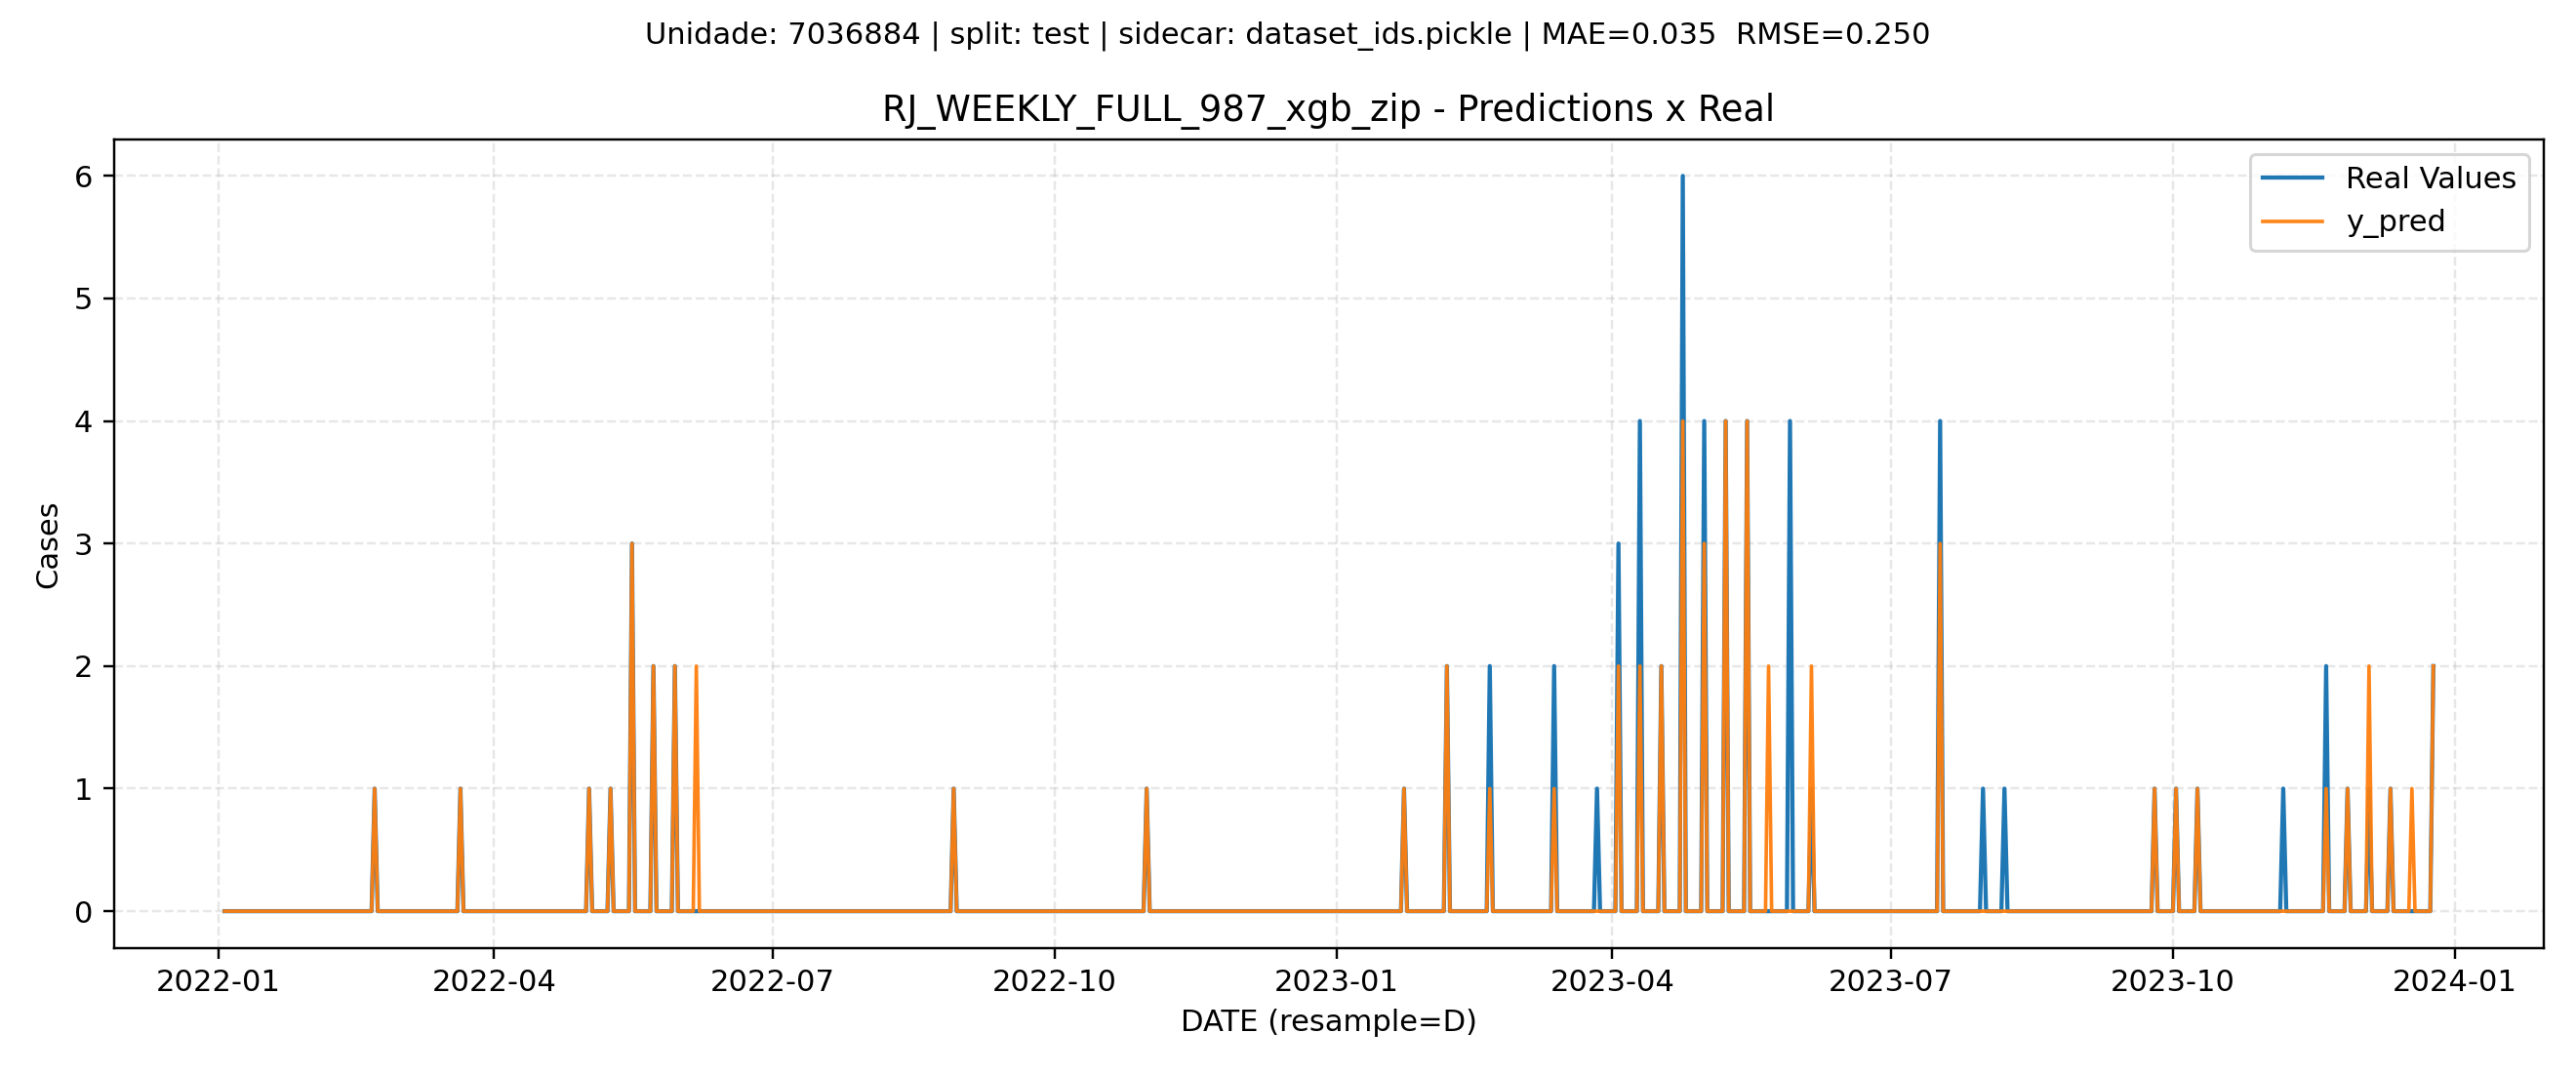 Unidade: 7036884 | split: test | sidecar: dataset_ids.pickle | MAE=0.035  RMSE=0.250
RJ_WEEKLY_FULL_987_xgb_zip - Predictions x Real
Real Values
y_pred
Cases
6
5
4
3
2
1
0
2022-01
2022-04
2022-07
2022-10
2023-01
2023-04
2023-07
2023-10
2024-01
DATE (resample=D)